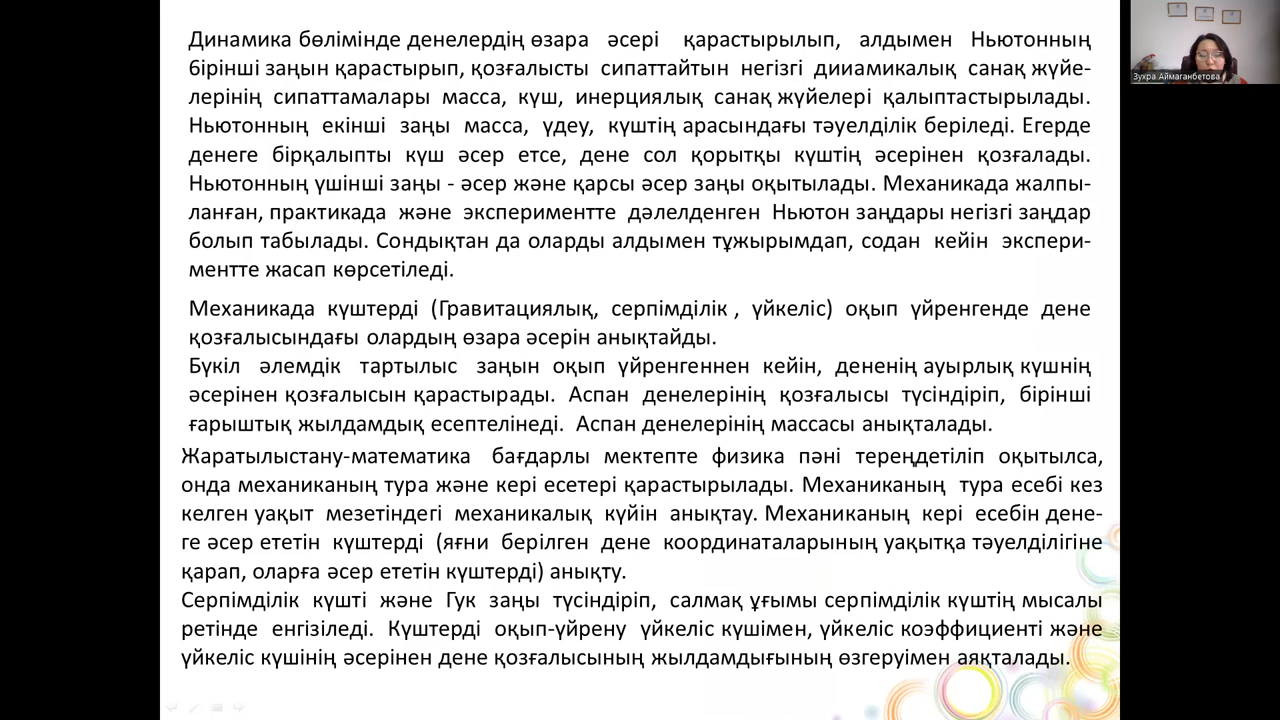 Динамика бөлімінде денелердің өзара әсері қарастырылып, алдымен Ньютонның
бірінші заңын қарастырып, қозғалысты сипаттайтын негізгі дииамикалық санақ жүйе-
лерінің сипаттамалары масса, күш, инерциялық санақ жүйелері қалыптастырылады.
Ньютонның екінші заңы масса, үдеу, күштің арасындағы тәуелділік беріледі. Егерде
денеге бірқалыпты күш әсер етсе, дене сол қорытқы күштің әсерінен қозғалады.
Ньютонның үшінші заңы - әсер және қарсы әсер заңы оқытылады. Механикада жалпы-
ланған, практикада және экспериментте дәлелденген Ньютон заңдары негізгі заңдар
болып табылады. Сондықтан да оларды алдымен тұжырымдап, содан кейін экспери-
ментте жасап көрсетіледі.
Механикада күштерді (Гравитациялық, серпімділік , үйкеліс) оқып үйренгенде дене
қозғалысындағы олардың өзара әсерін анықтайды.
Бүкіл әлемдік тартылыс заңын оқып үйренгеннен кейін, дененің ауырлық күшнің
әсерінен қозғалысын қарастырады. Аспан денелерінің қозғалысы түсіндіріп, бірінші
ғарыштық жылдамдық есептелінеді. Аспан денелерінің массасы анықталады.
Жаратылыстану-математика бағдарлы мектепте физика пәні тереңдетіліп оқытылса,
онда механиканың тура және кері есетері қарастырылады. Механиканың тура есебі кез
келген уақыт мезетіндегі механикалық күйін анықтау. Механиканың кері есебін дене-
ге әсер ететін күштерді (яғни берілген дене координаталарының уақытқа тәуелділігіне
қарап, оларға әсер ететін күштерді) анықту.
Серпімділік күшті және Гук заңы түсіндіріп, салмақ ұғымы серпімділік күштің мысалы
ретінде енгізіледі. Күштерді оқып-үйрену үйкеліс күшімен, үйкеліс коэффициенті және
үйкеліс күшінің әсерінен дене қозғалысының жылдамдығының өзгеруімен аяқталады.
Зухра Аймаганбетова